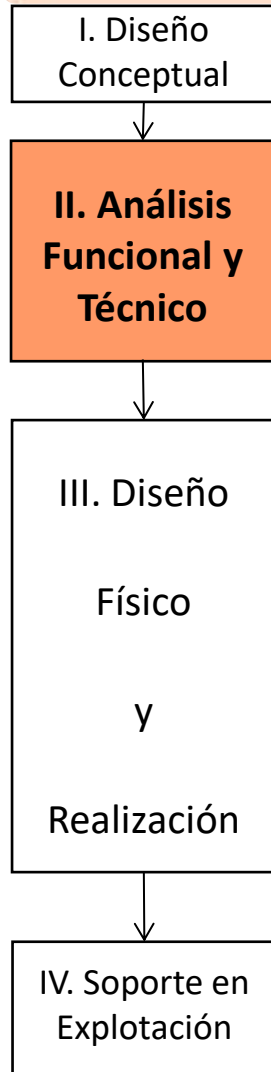 I. Diseño
Conceptual
II. Análisis
Funcional y
Técnico
III. Diseño
Físico
y
Realización
IV. Soporte en
Explotación